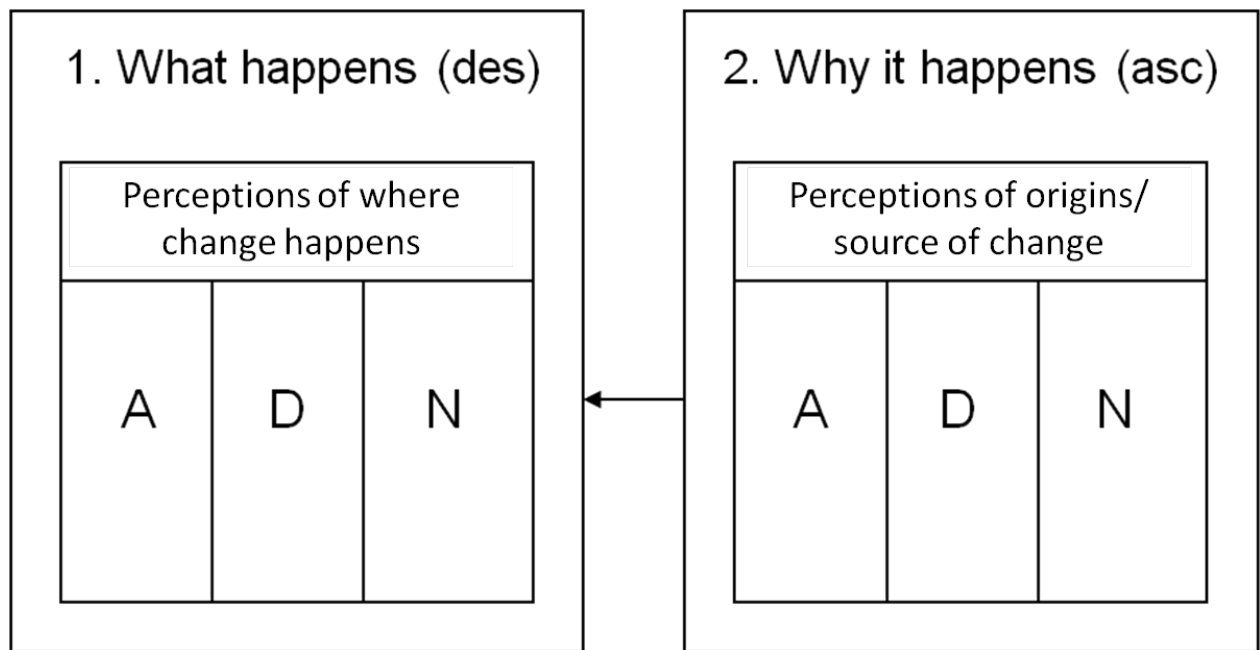 1. What happens (des)
Perceptions of where
change happens
A D N
2. Why it happens (asc)
Perceptions of origins/
source of change
A D N